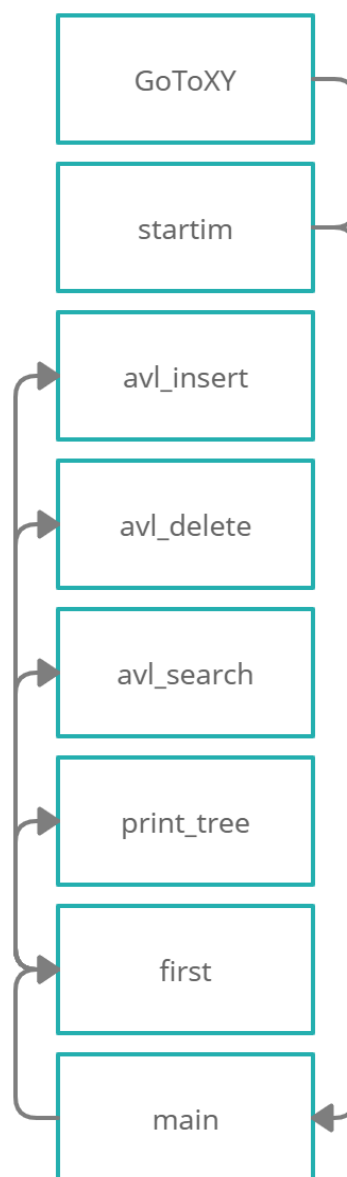 GoToXY
startim
avl_insert
avl_delete
avl_search
print_tree
first
main